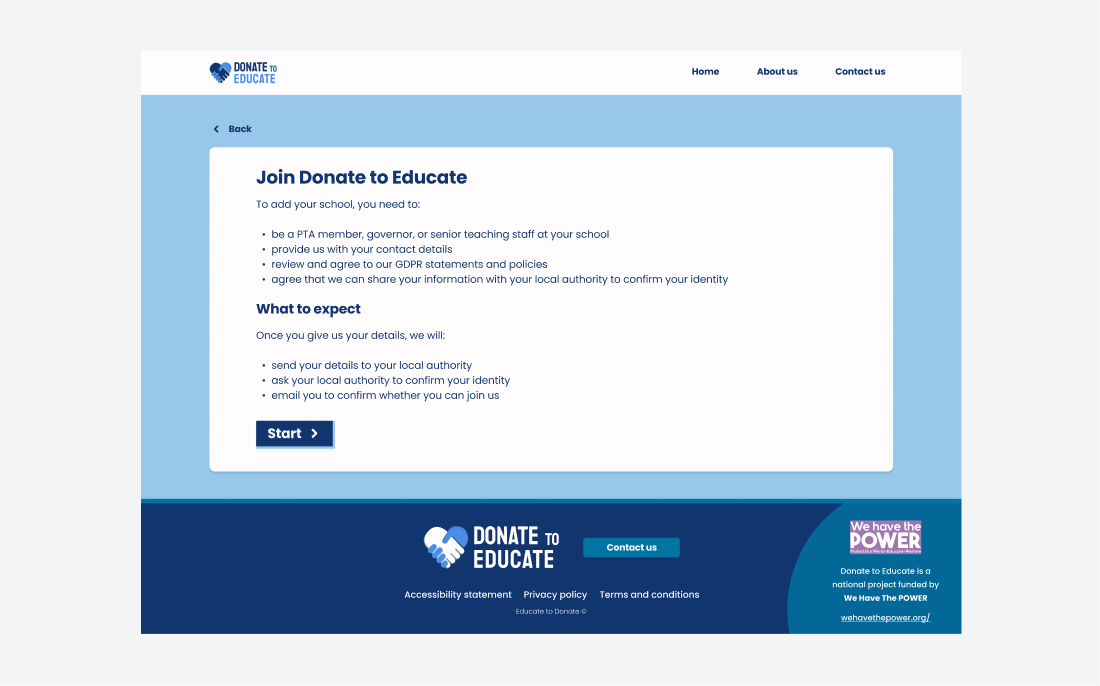 DONATE TO
EDUCATE
Home About us Contact us
Back
Join Donate to Educate
To add your school, you need to:
• be a PTA member, governor, or senior teaching staff at your school
• provide us with your contact details
• review and agree to our GDPR statements and policies
• agree that we can share your information with your local authority to confirm your identity
What to expect
Once you give us your details, we will:
• send your details to your local authority
• ask your local authority to confirm your identity
• email you to confirm whether you can join us
Start
DONATE TO
EDUCATE
Contact us
Accessibility statement Privacy policy Terms and conditions
Educate to Donate ©
We have the
POWER
Protect Our World • Educate • Renew
Donate to Educate is a
national project funded by
We Have The POWER
wehavethepower.org/